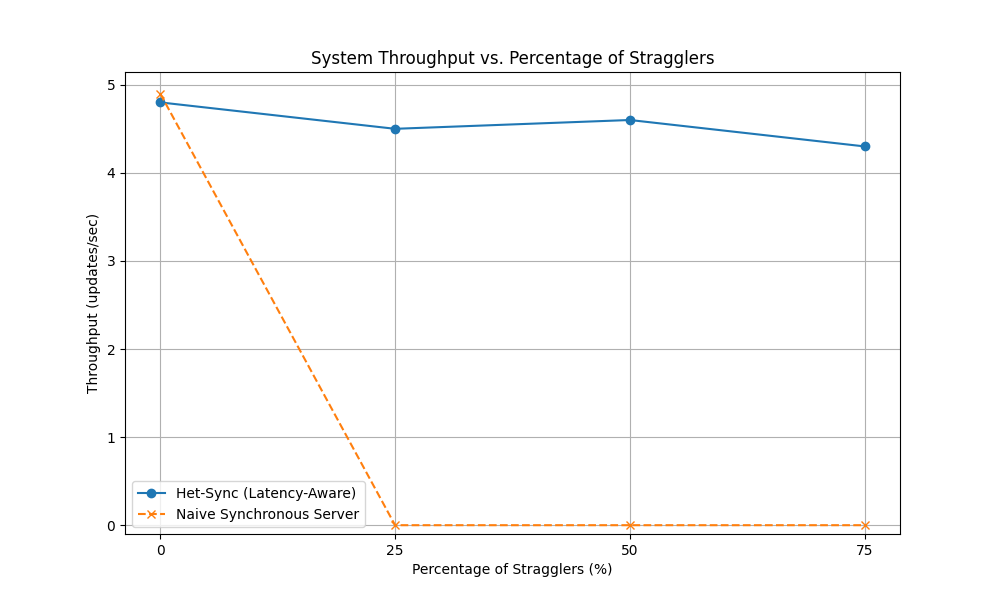 System Throughput vs. Percentage of Stragglers
Throughput (updates/sec)
5
4
3
2
1
0
Het-Sync (Latency-Aware)
Naive Synchronous Server
0 25 50 75
Percentage of Stragglers (%)